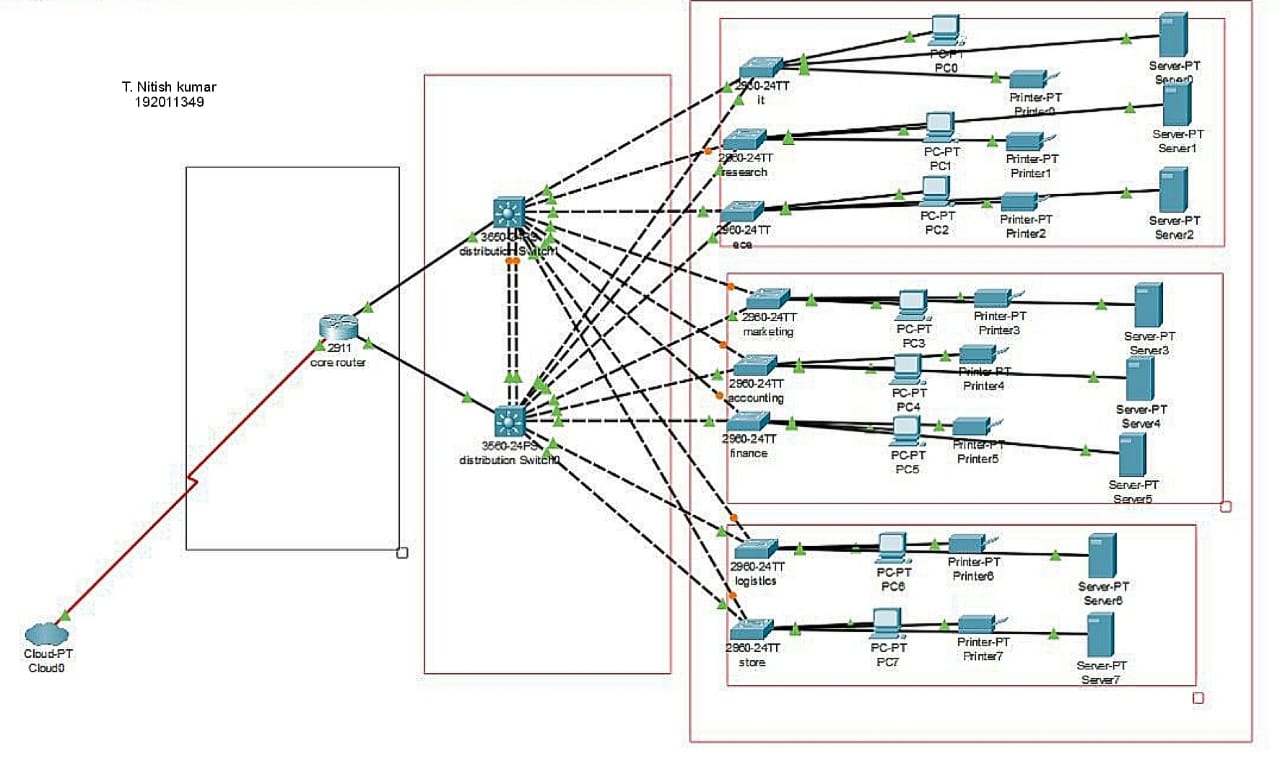 T. Nitish kumar
192011349
PC-PT
PC0
Server-PT
Server0
2960-24TT
it
Printer-PT
Printer0
2960-24TT
research
PC-PT
PC1
Printer-PT
Printer1
Server-PT
Server1
2960-24TT
ece
PC-PT
PC2
Printer-PT
Printer2
Server-PT
Server2
distribution Switch1
2911
core router
2960-24TT
marketing
PC-PT
PC3
Printer-PT
Printer3
Server-PT
Server3
2960-24TT
accounting
PC-PT
PC4
Printer-PT
Printer4
Server-PT
Server4
3560-24PS
distribution Switch0
2960-24TT
finance
PC-PT
PC5
Printer-PT
Printer5
Server-PT
Server5
2960-24TT
logistics
PC-PT
PC6
Printer-PT
Printer6
Server-PT
Server6
Cloud-PT
Cloud0
2960-24TT
store
PC-PT
PC7
Printer-PT
Printer7
Server-PT
Server7